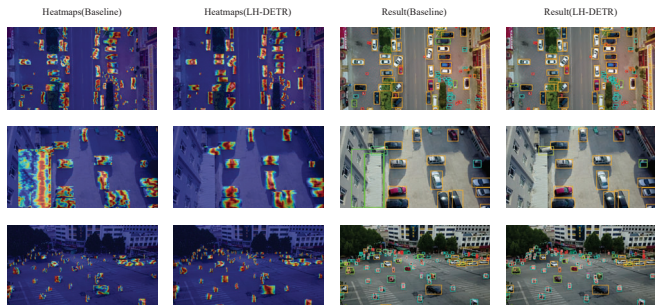 Heatmaps(Baseline)
Heatmaps(LH-DETR)
Result(Baseline)
Result(LH-DETR)